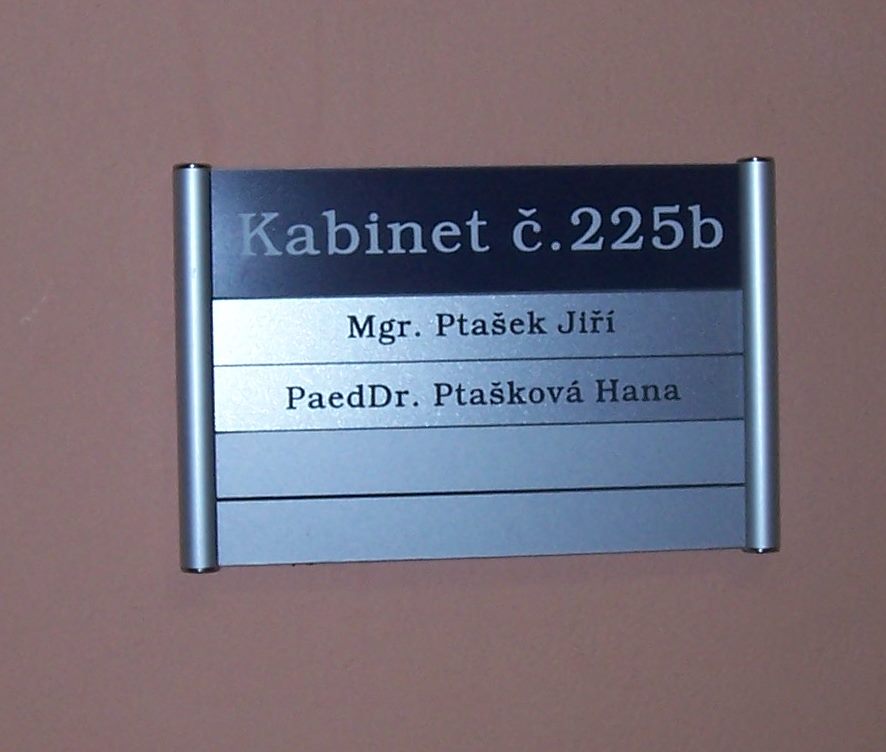 Kabinet č.225b
Mgr. Ptašek Jiří
PaedDr. Ptašková Hana